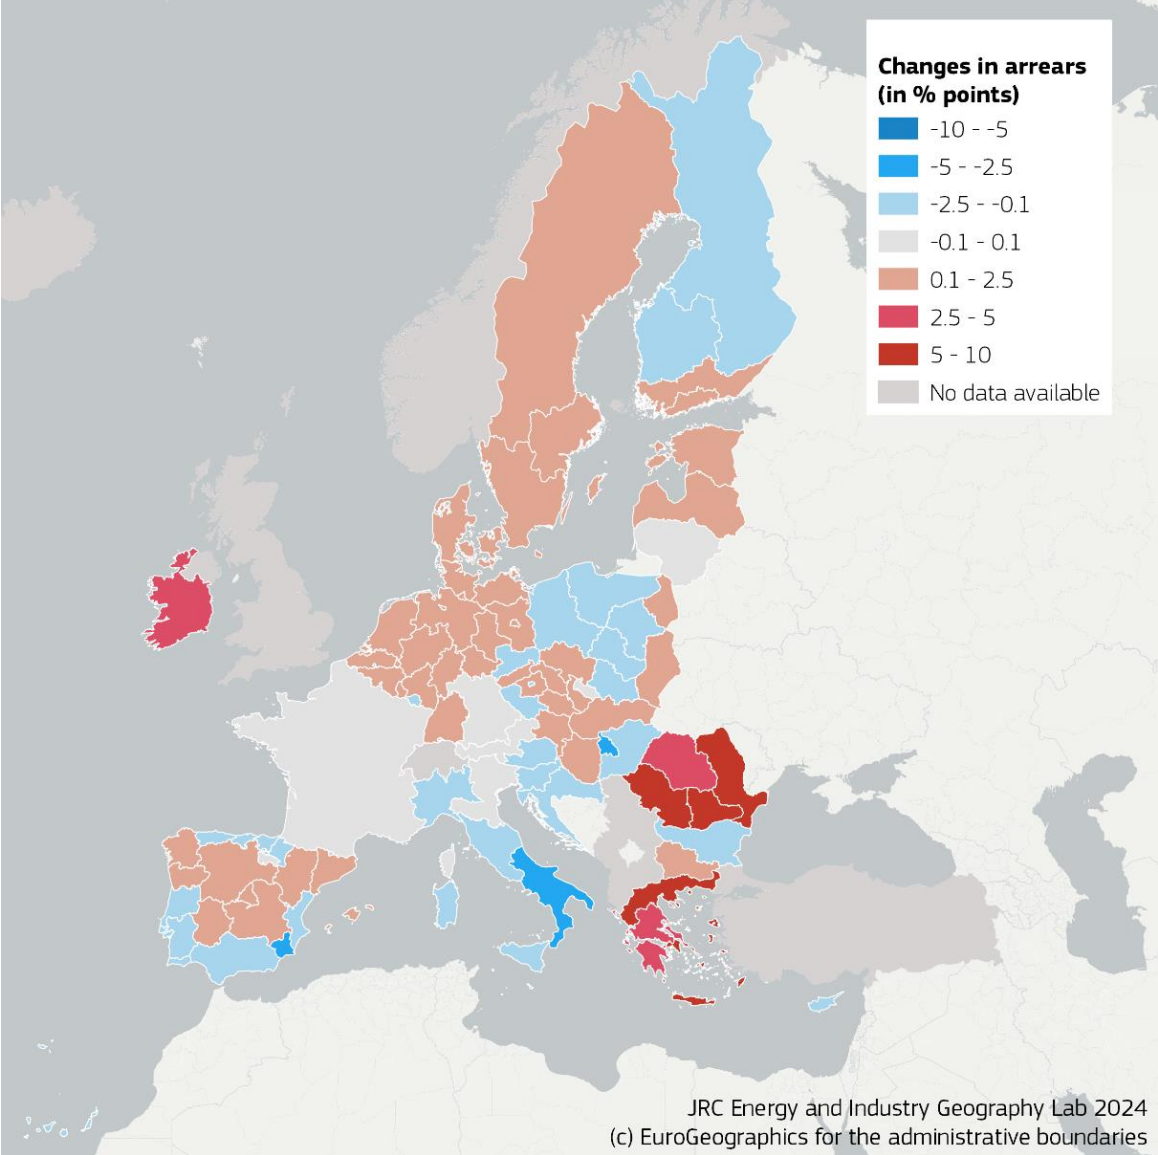 Changes in arrears
(in % points)
-10 - -5
-5 - -2.5
-2.5 - -0.1
-0.1 - 0.1
0.1 - 2.5
2.5 - 5
5 - 10
No data available
JRC Energy and Industry Geography Lab 2024
(c) EuroGeographics for the administrative boundaries